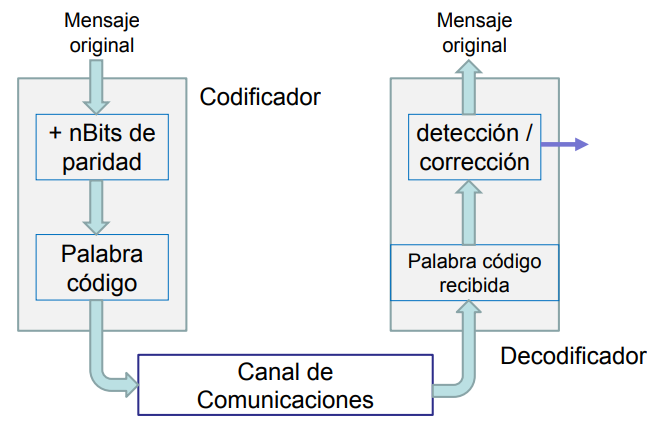 Mensaje
original
Codificador
+ nBits de
paridad
Palabra
código
Canal de
Comunicaciones
Mensaje
original
detección /
corrección
Palabra código
recibida
Decodificador